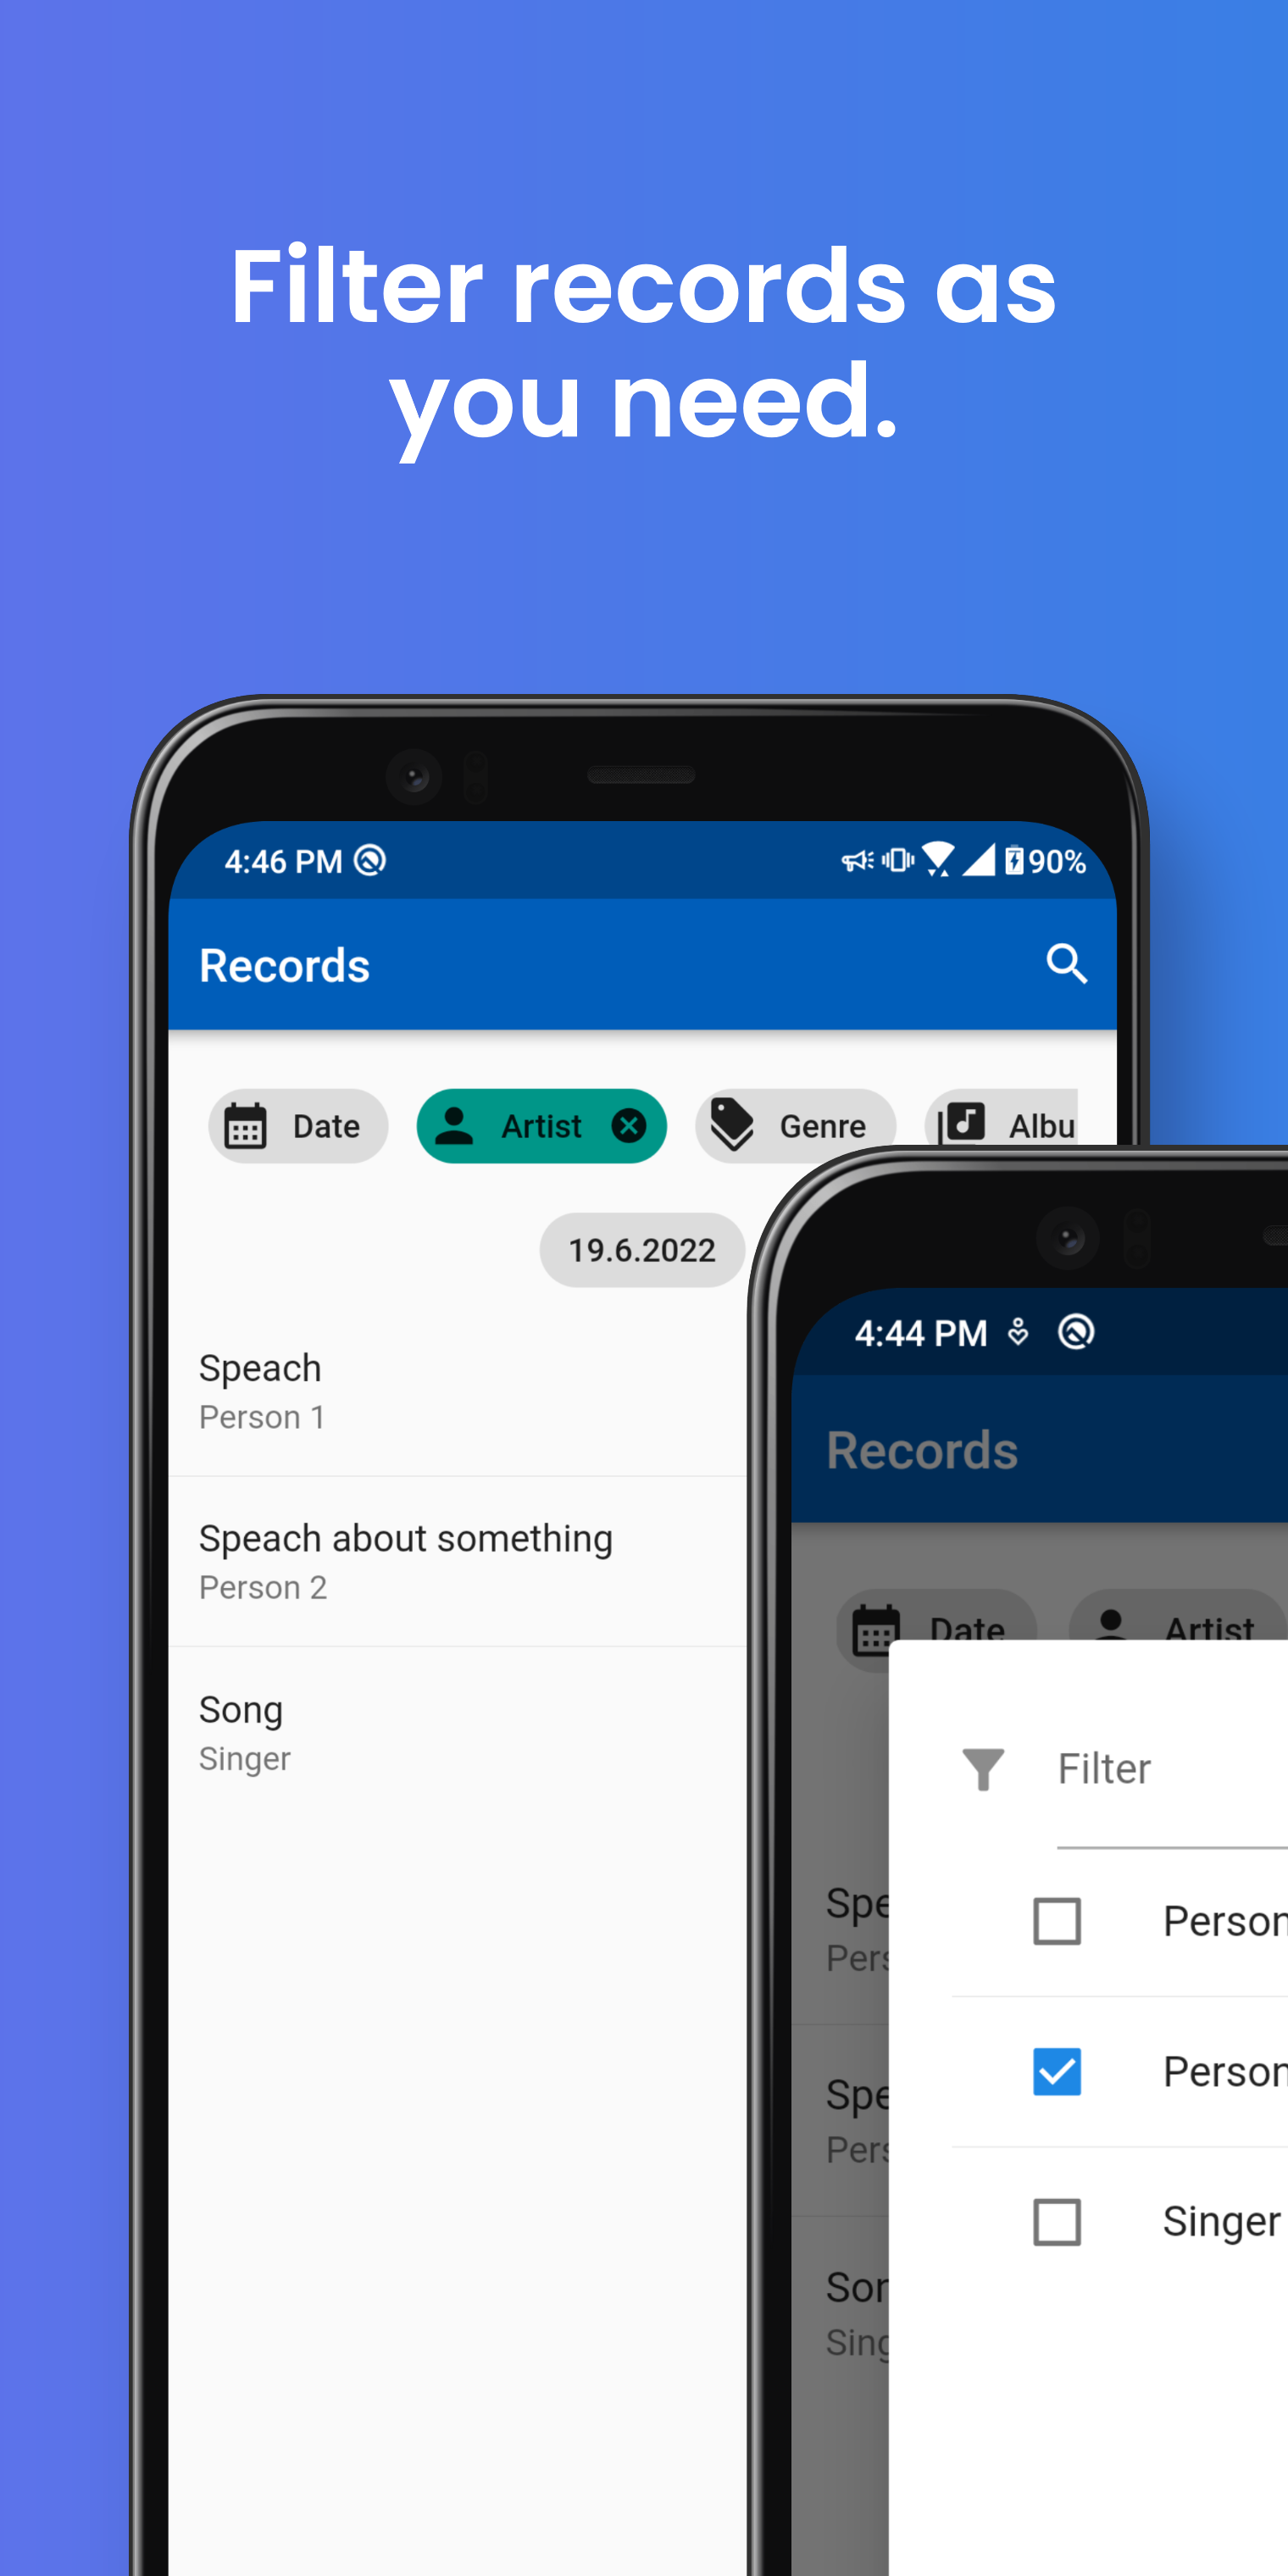 Filter records as
you need.
4:46 PM
90%
Records
Date
Artist
Genre
Albu
19.6.2022
Speach
Person 1
Speach about something
Person 2
Song
Singer
4:44 PM
Records
Date
Artist
Filter
Spe
Person
Pers
Spe
Person
Pers
Singer
Son
Sing